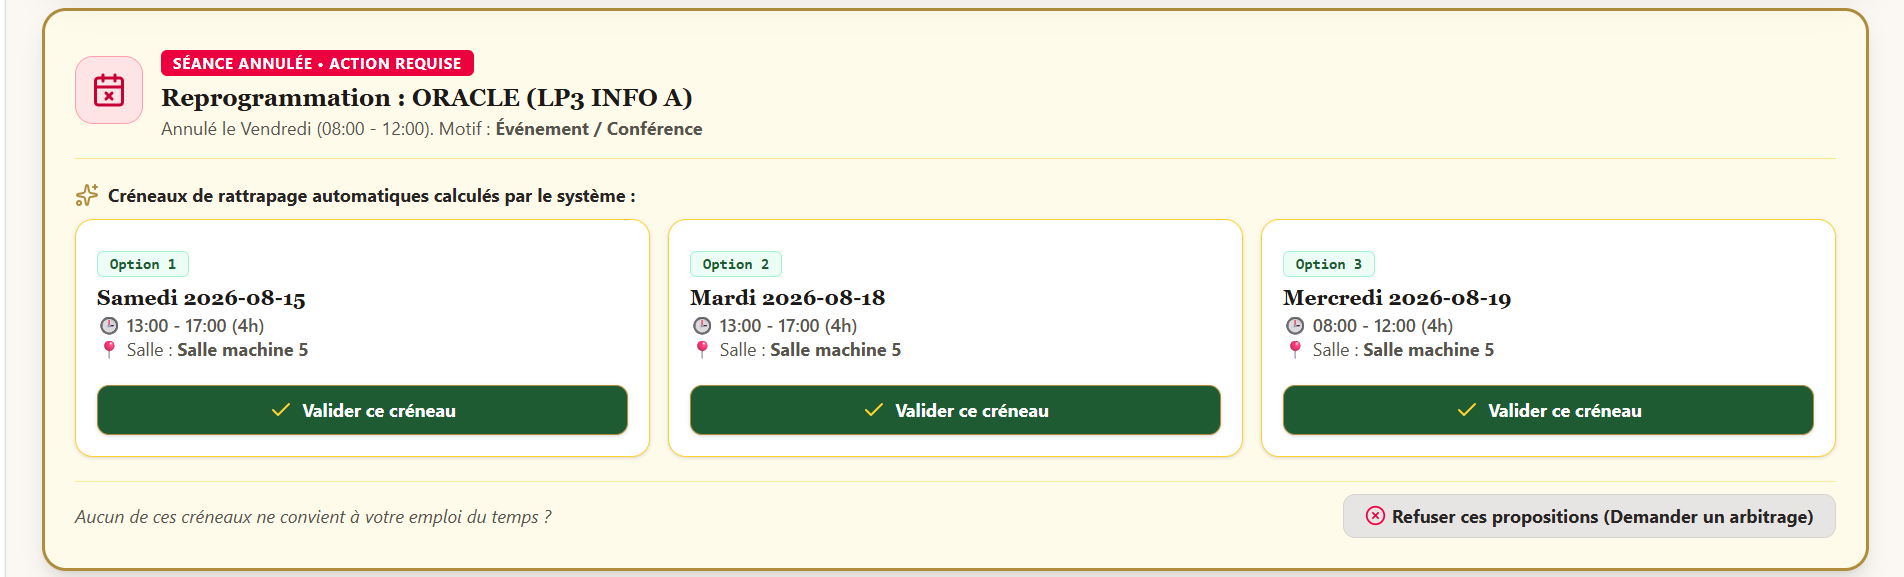 SÉANCE ANNULÉE • ACTION REQUISE
Reprogrammation : ORACLE (LP3 INFO A)
Annulé le Vendredi (08:00 - 12:00). Motif : Événement / Conférence
Créneaux de rattrapage automatiques calculés par le système :
Option 1
Samedi 2026-08-15
13:00 - 17:00 (4h)
Salle : Salle machine 5
Valider ce créneau
Option 2
Mardi 2026-08-18
13:00 - 17:00 (4h)
Salle : Salle machine 5
Valider ce créneau
Option 3
Mercredi 2026-08-19
08:00 - 12:00 (4h)
Salle : Salle machine 5
Valider ce créneau
Aucun de ces créneaux ne convient à votre emploi du temps ?
Refuser ces propositions (Demander un arbitrage)